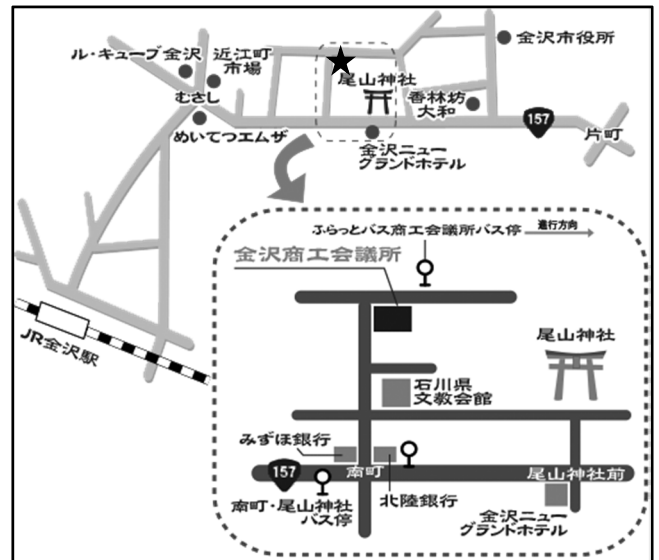 ル・キューブ金沢
近江町
市場
むさし
めいてつエムザ
尾山神社
金沢市役所
香林坊
大和
157
片町
金沢ニュー
グランドホテル
JR金沢駅
ふらっとバス商工会議所バス停
進行方向
金沢商工会議所
尾山神社
石川県
文教会館
みずほ銀行
157
南町
北陸銀行
南町・尾山神社
バス停
尾山神社前
金沢ニュー
グランドホテル